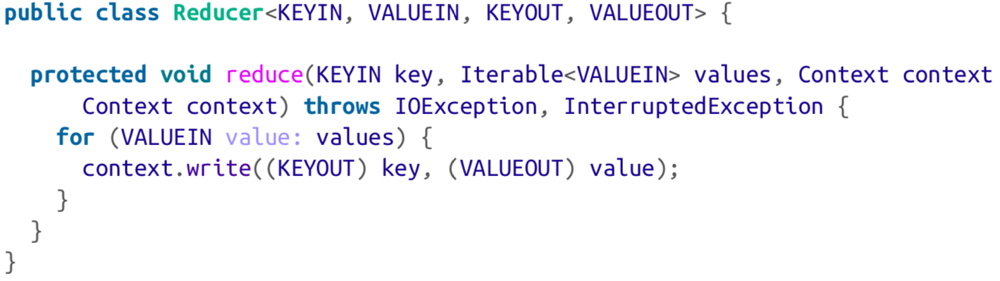 public class Reducer<KEYIN, VALUEIN, KEYOUT, VALUEOUT> {
protected void reduce(KEYIN key, Iterable<VALUEIN> values, Context context
Context context) throws IOException, InterruptedException {
for (VALUEIN value: values) {
context.write((KEYOUT) key, (VALUEOUT) value);
}
}
}